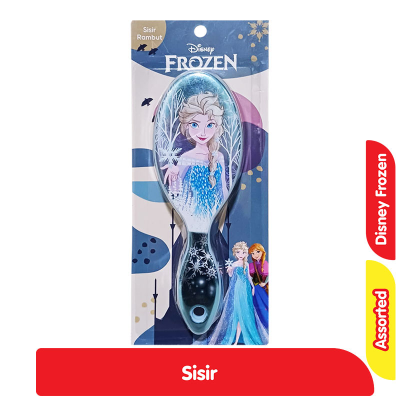 Sisir
Rambut
Disney
FROZEN
Disney Frozen
Assorted
Sisir